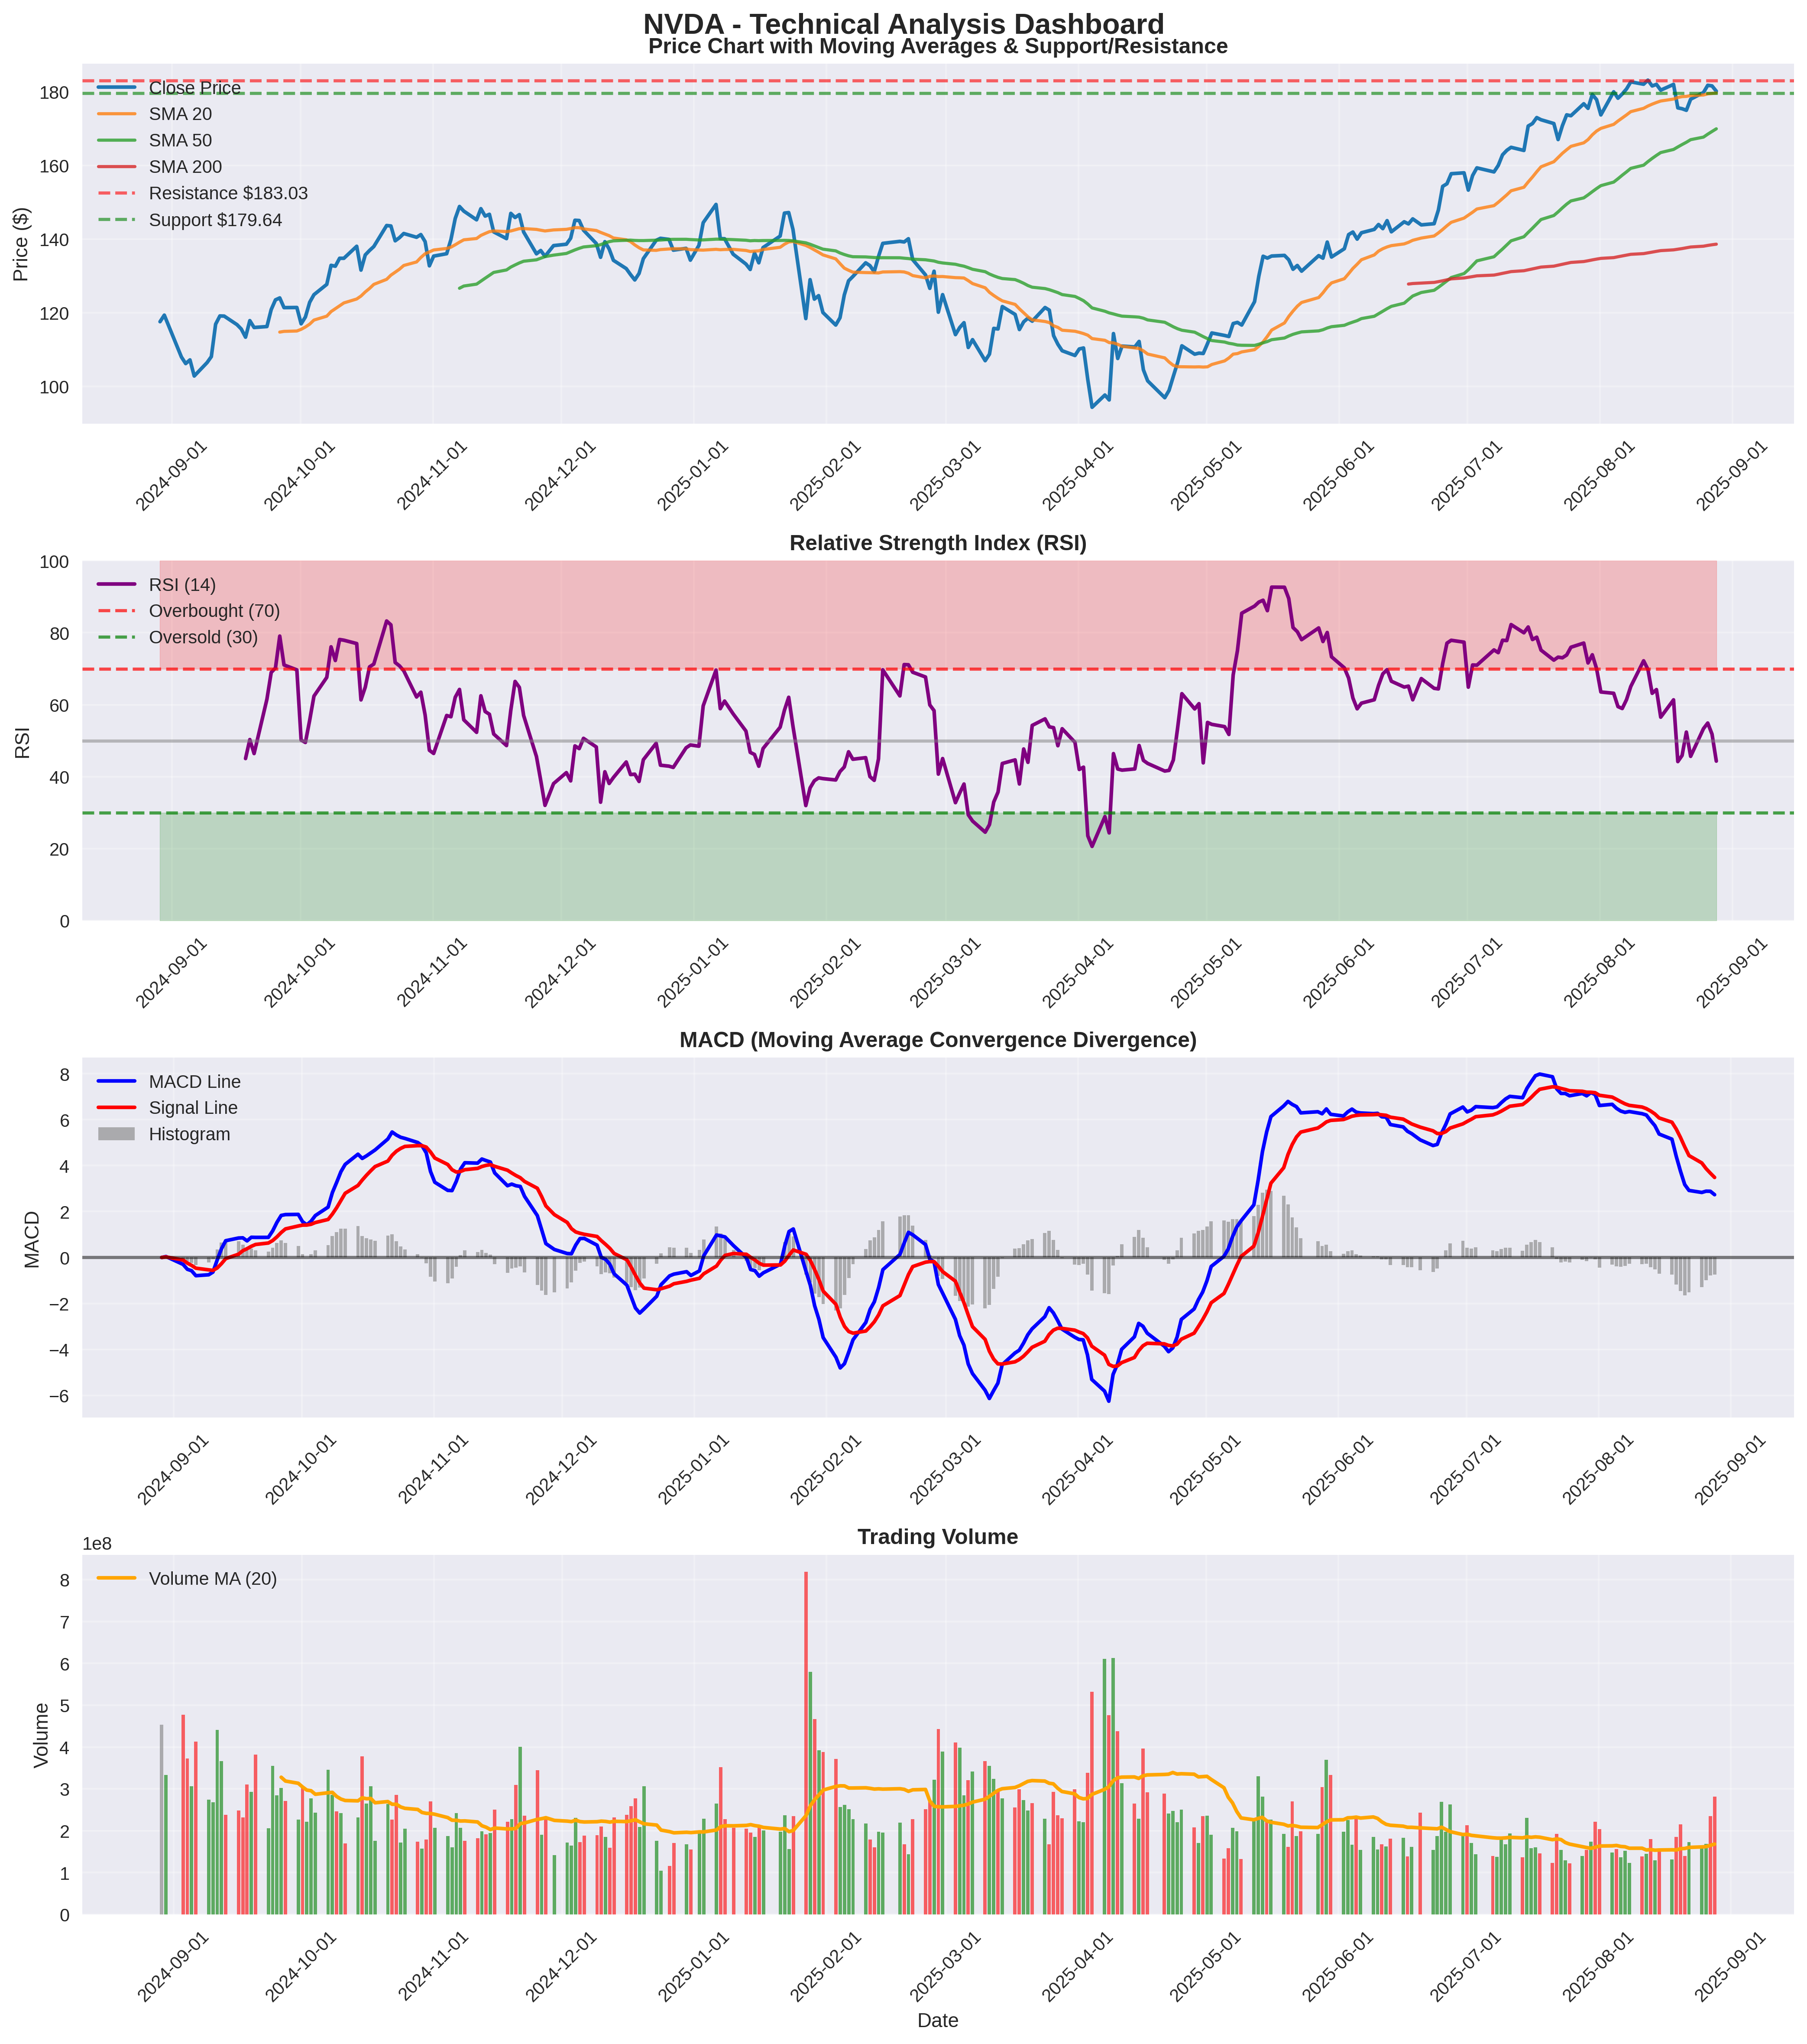 NVDA - Technical Analysis Dashboard
Price Chart with Moving Averages & Support/Resistance
Price ($)
180
160
140
120
100
Close Price
SMA 20
SMA 50
SMA 200
Resistance $183.03
Support $179.64
2024-09-01 2024-10-01 2024-11-01 2024-12-01 2025-01-01 2025-02-01 2025-03-01 2025-04-01 2025-05-01 2025-06-01 2025-07-01 2025-08-01 2025-09-01
Relative Strength Index (RSI)
RSI
100
80
60
40
20
0
RSI (14)
Overbought (70)
Oversold (30)
2024-09-01 2024-10-01 2024-11-01 2024-12-01 2025-01-01 2025-02-01 2025-03-01 2025-04-01 2025-05-01 2025-06-01 2025-07-01 2025-08-01 2025-09-01
MACD (Moving Average Convergence Divergence)
MACD
8
6
4
2
0
−2
−4
−6
MACD Line
Signal Line
Histogram
2024-09-01 2024-10-01 2024-11-01 2024-12-01 2025-01-01 2025-02-01 2025-03-01 2025-04-01 2025-05-01 2025-06-01 2025-07-01 2025-08-01 2025-09-01
Trading Volume
1e8
Volume
8
7
6
5
4
3
2
1
0
Volume MA (20)
2024-09-01 2024-10-01 2024-11-01 2024-12-01 2025-01-01 2025-02-01 2025-03-01 2025-04-01 2025-05-01 2025-06-01 2025-07-01 2025-08-01 2025-09-01
Date